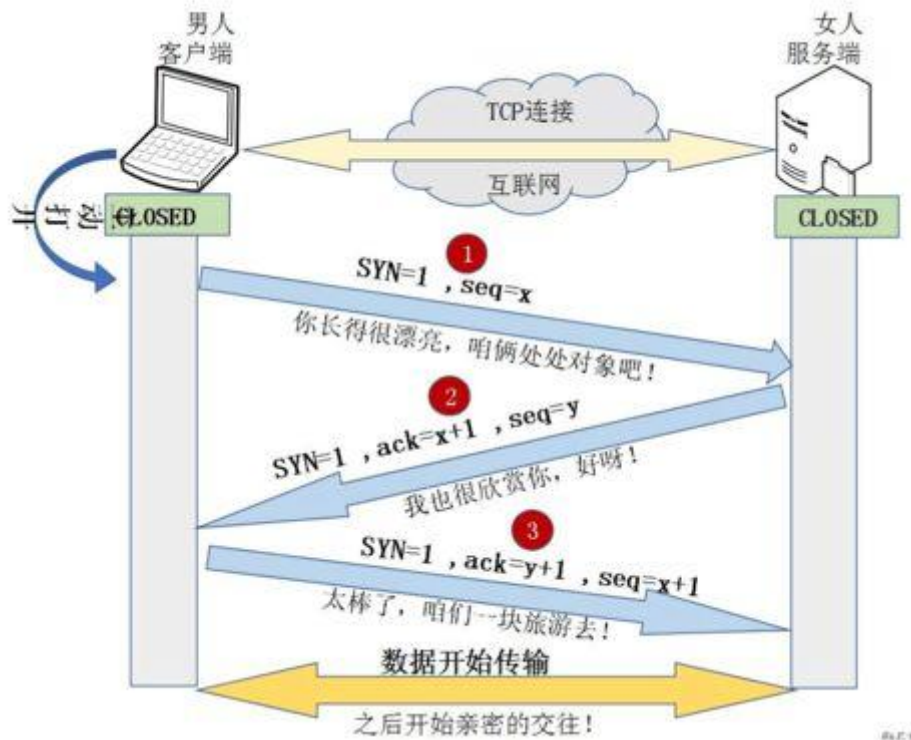 男人
客户端
女人
服务端
TCP连接
互联网
主动打开
CLOSED
CLOSED
1
SYN=1 ,seq=x
你长得很漂亮，咱俩处处对象吧！
2
SYN=1 ,ack=x+1 ,seq=y
我也很欣赏你，好呀！
3
SYN=1 ,ack=y+1 ,seq=x+1
太棒了，咱们一块旅游去！
数据开始传输
之后开始亲密的交往！